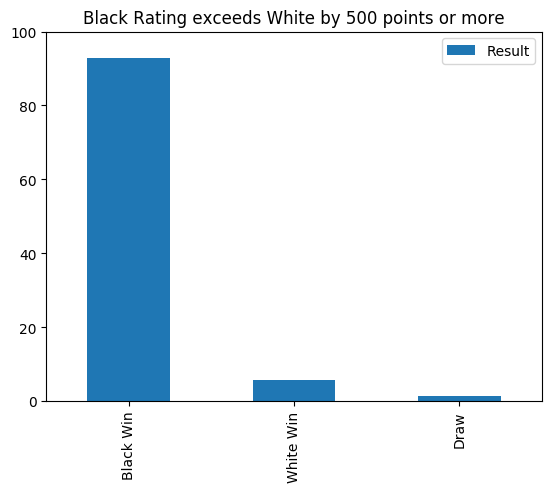 Black Rating exceeds White by 500 points or more
Result
100
80
60
40
20
0
Black Win
White Win
Draw